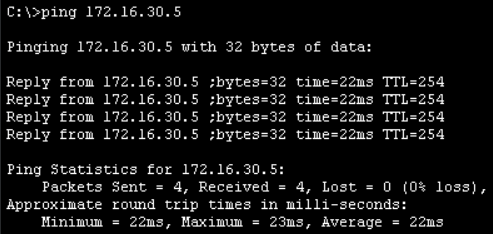 C:\>ping 172.16.30.5
Pinging 172.16.30.5 with 32 bytes of data:
Reply from 172.16.30.5 ;bytes=32 time=22ms TTL=254
Reply from 172.16.30.5 ;bytes=32 time=22ms TTL=254
Reply from 172.16.30.5 ;bytes=32 time=22ms TTL=254
Reply from 172.16.30.5 ;bytes=32 time=22ms TTL=254
Ping Statistics for 172.16.30.5:
Packets Sent = 4, Received = 4, Lost = 0 (0% loss),
Approximate round trip times in milli-seconds:
Minimum = 22ms, Maximum = 23ms, Average = 22ms